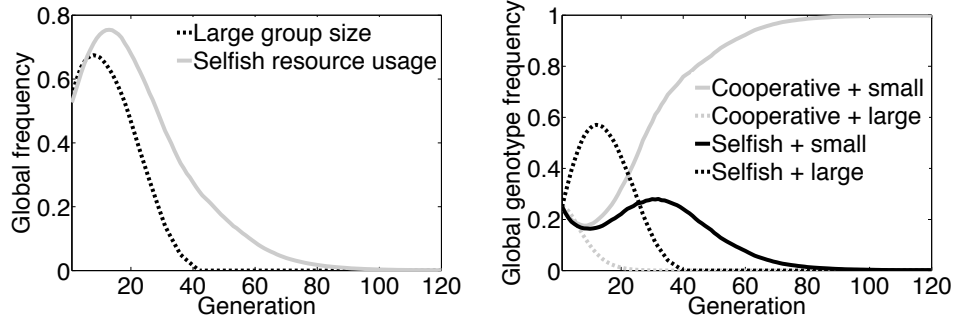 Global frequency
0.8
0.6
0.4
0.2
0
20
40
60
80
100
120
Generation
Large group size
Selfish resource usage
Global genotype frequency
1
0.8
0.6
0.4
0.2
0
20
40
60
80
100
120
Generation
Cooperative + small
Cooperative + large
Selfish + small
Selfish + large